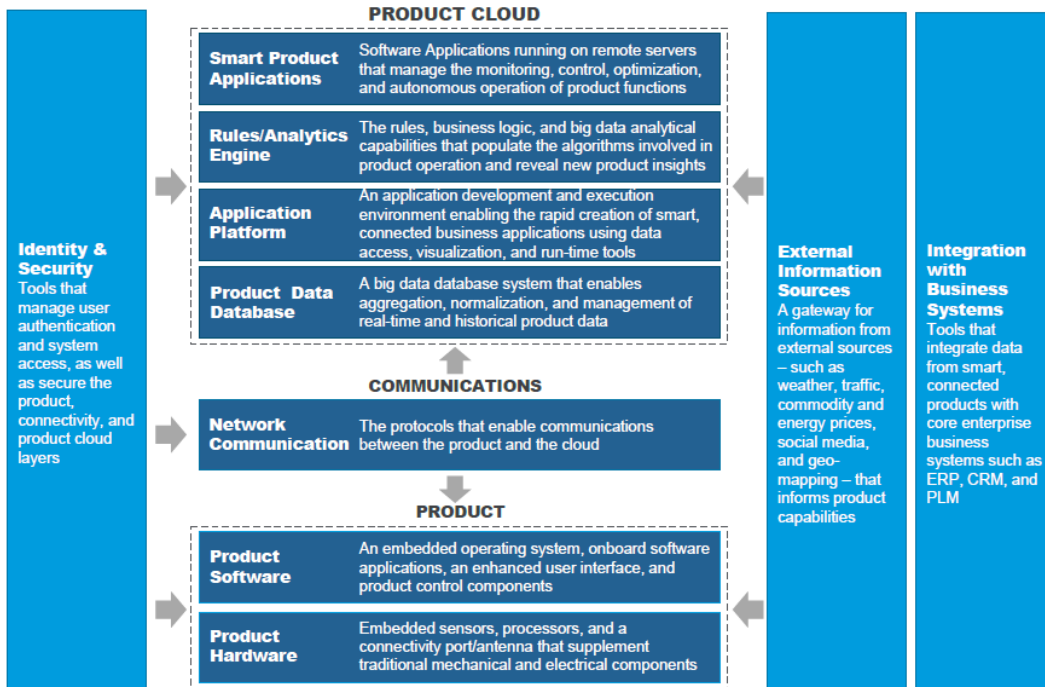 PRODUCT CLOUD
Smart Product
Applications
Software Applications running on remote servers
that manage the monitoring, control, optimization,
and autonomous operation of product functions
Rules/Analytics
Engine
The rules, business logic, and big data analytical
capabilities that populate the algorithms involved in
product operation and reveal new product insights
Application
Platform
An application development and execution
environment enabling the rapid creation of smart,
connected business applications using data
access, visualization, and run-time tools
Product Data
Database
A big data database system that enables
aggregation, normalization, and management of
real-time and historical product data
COMMUNICATIONS
Network
Communication
The protocols that enable communications
between the product and the cloud
PRODUCT
Product
Software
An embedded operating system, onboard software
applications, an enhanced user interface, and
product control components
Product
Hardware
Embedded sensors, processors, and a
connectivity port/antenna that supplement
traditional mechanical and electrical components
Identity &
Security
Tools that
manage user
authentication
and system
access, as well
as secure the
product,
connectivity, and
product cloud
layers
External
Information
Sources
A gateway for
information from
external sources
– such as
weather, traffic,
commodity and
energy prices,
social media,
and geo-
mapping – that
informs product
capabilities
Integration
with
Business
Systems
Tools that
integrate data
from smart,
connected
products with
core enterprise
business
systems such as
ERP, CRM, and
PLM